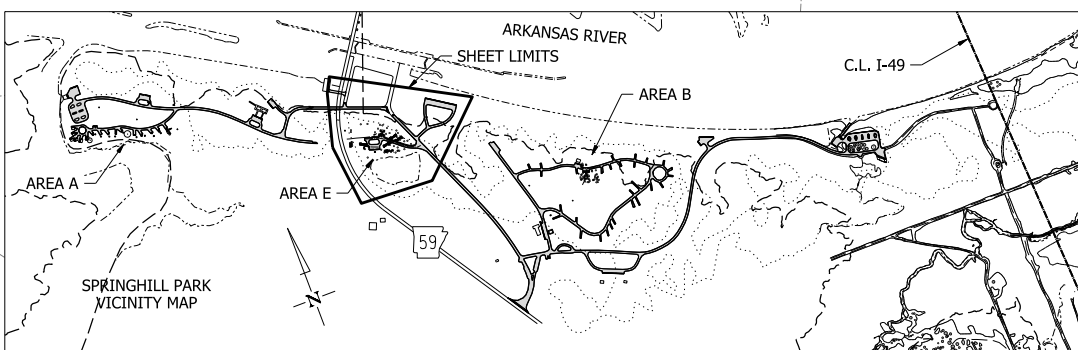 ARKANSAS RIVER
SHEET LIMITS
C.L. I-49
AREA B
AREA A
AREA E
59
SPRINGHILL PARK
VICINITY MAP
N